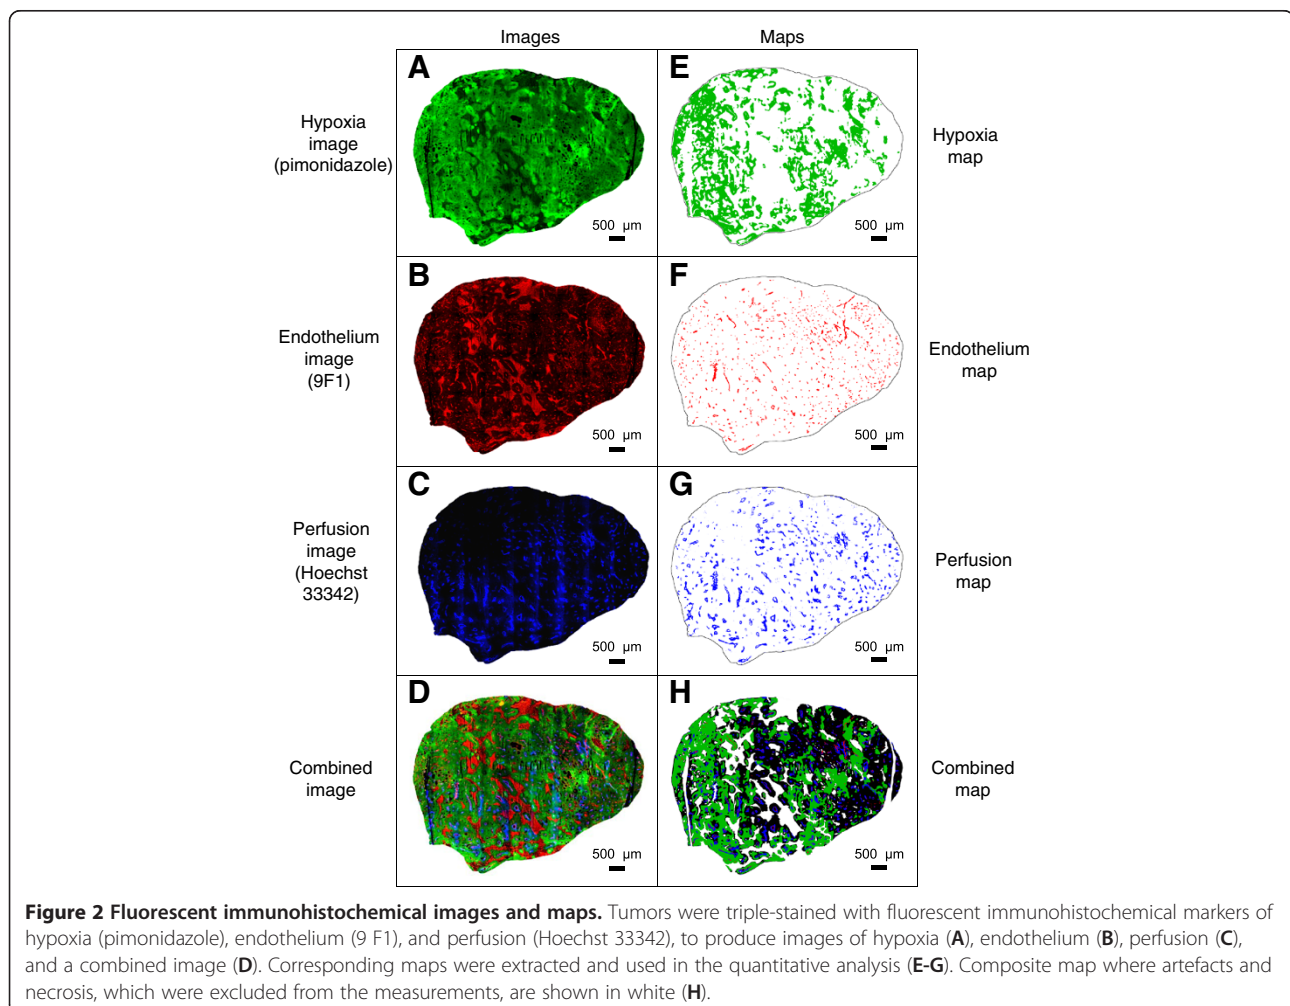 Images
Maps
A
E
Hypoxia
image
(pimonidazole)
Hypoxia
map
500 µm
500 µm
B
F
Endothelium
image
(9F1)
Endothelium
map
500 µm
500 µm
C
G
Perfusion
image
(Hoechst
33342)
Perfusion
map
500 µm
500 µm
D
H
Combined
image
Combined
map
500 µm
500 µm
Figure 2 Fluorescent immunohistochemical images and maps. Tumors were triple-stained with fluorescent immunohistochemical markers of
hypoxia (pimonidazole), endothelium (9 F1), and perfusion (Hoechst 33342), to produce images of hypoxia (A), endothelium (B), perfusion (C),
and a combined image (D). Corresponding maps were extracted and used in the quantitative analysis (E-G). Composite map where artefacts and
necrosis, which were excluded from the measurements, are shown in white (H).